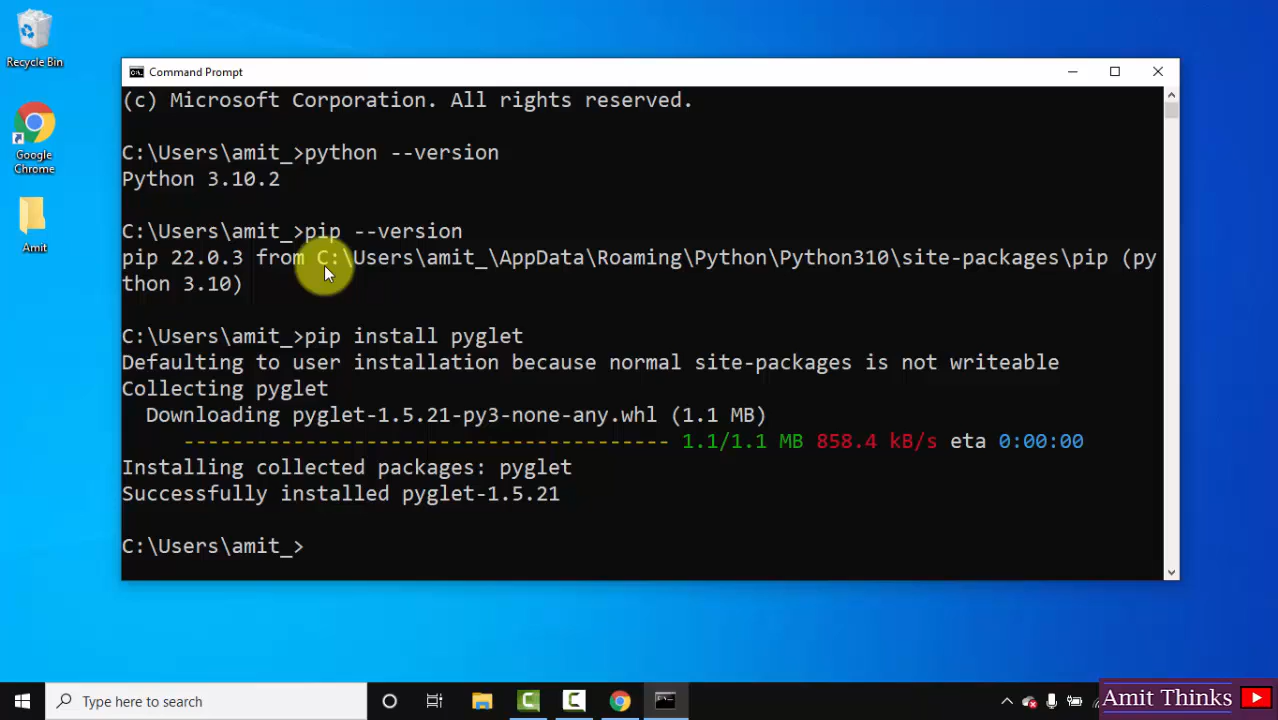 Recycle Bin
Google
Chrome
Amit
Command Prompt
(c) Microsoft Corporation. All rights reserved.
C:\Users\amit_>python --version
Python 3.10.2
C:\Users\amit_>pip --version
pip 22.0.3 from C:\Users\amit_\AppData\Roaming\Python\Python310\site-packages\pip (py
thon 3.10)
C:\Users\amit_>pip install pyglet
Defaulting to user installation because normal site-packages is not writeable
Collecting pyglet
Downloading pyglet-1.5.21-py3-none-any.whl (1.1 MB)
---------------------------------------- 1.1/1.1 MB 858.4 kB/s eta 0:00:00
Installing collected packages: pyglet
Successfully installed pyglet-1.5.21
C:\Users\amit_>
Type here to search
Amit Thinks